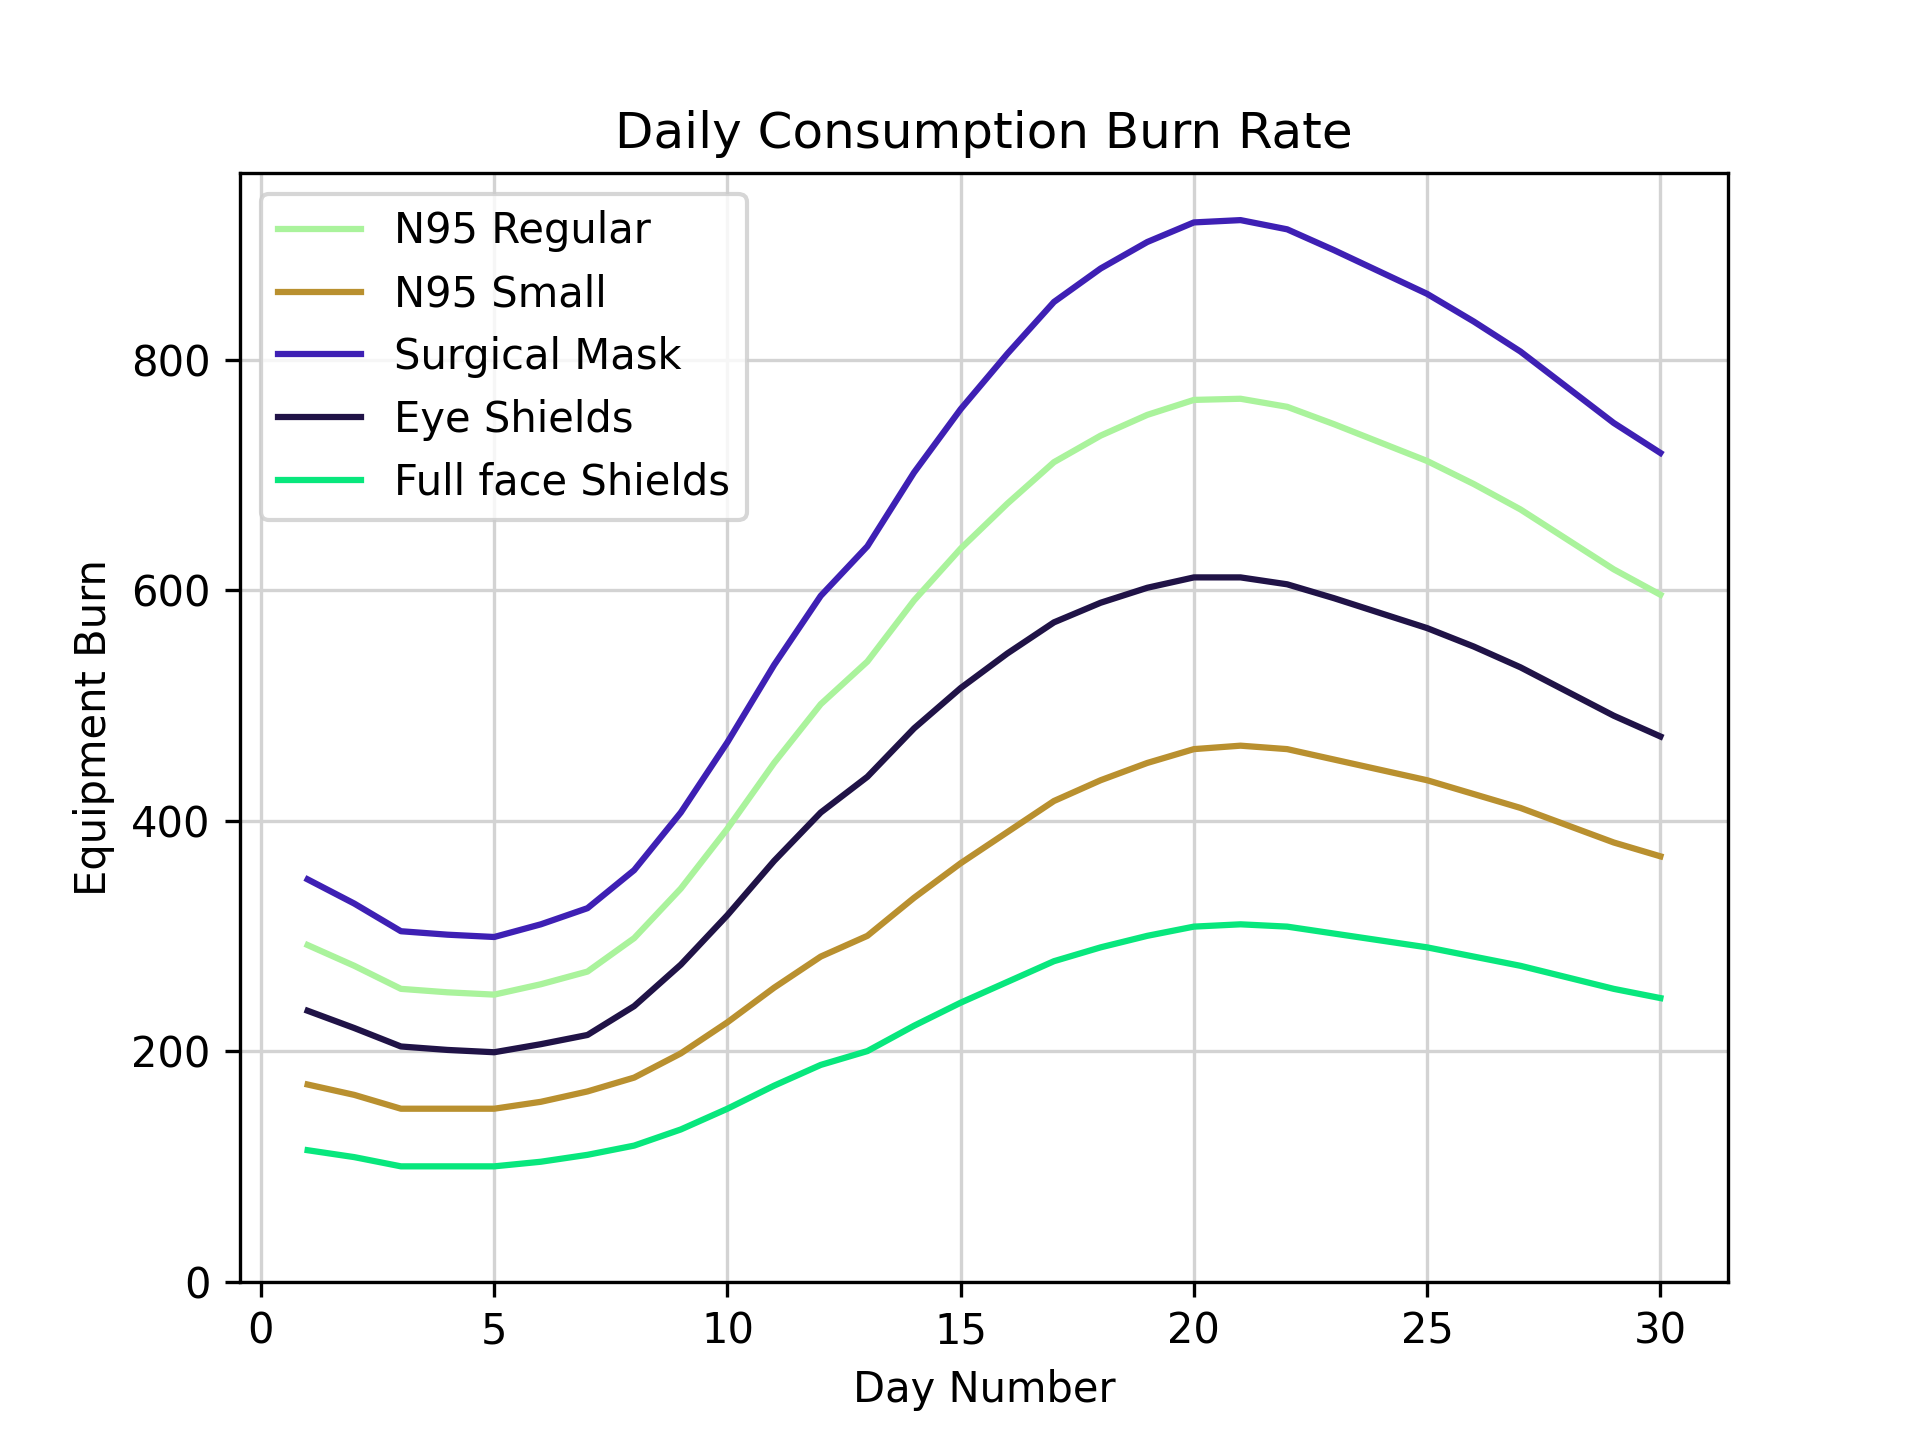 Daily Consumption Burn Rate
N95 Regular
N95 Small
Surgical Mask
Eye Shields
Full face Shields
Equipment Burn
800
600
400
200
0
0 5 10 15 20 25 30
Day Number